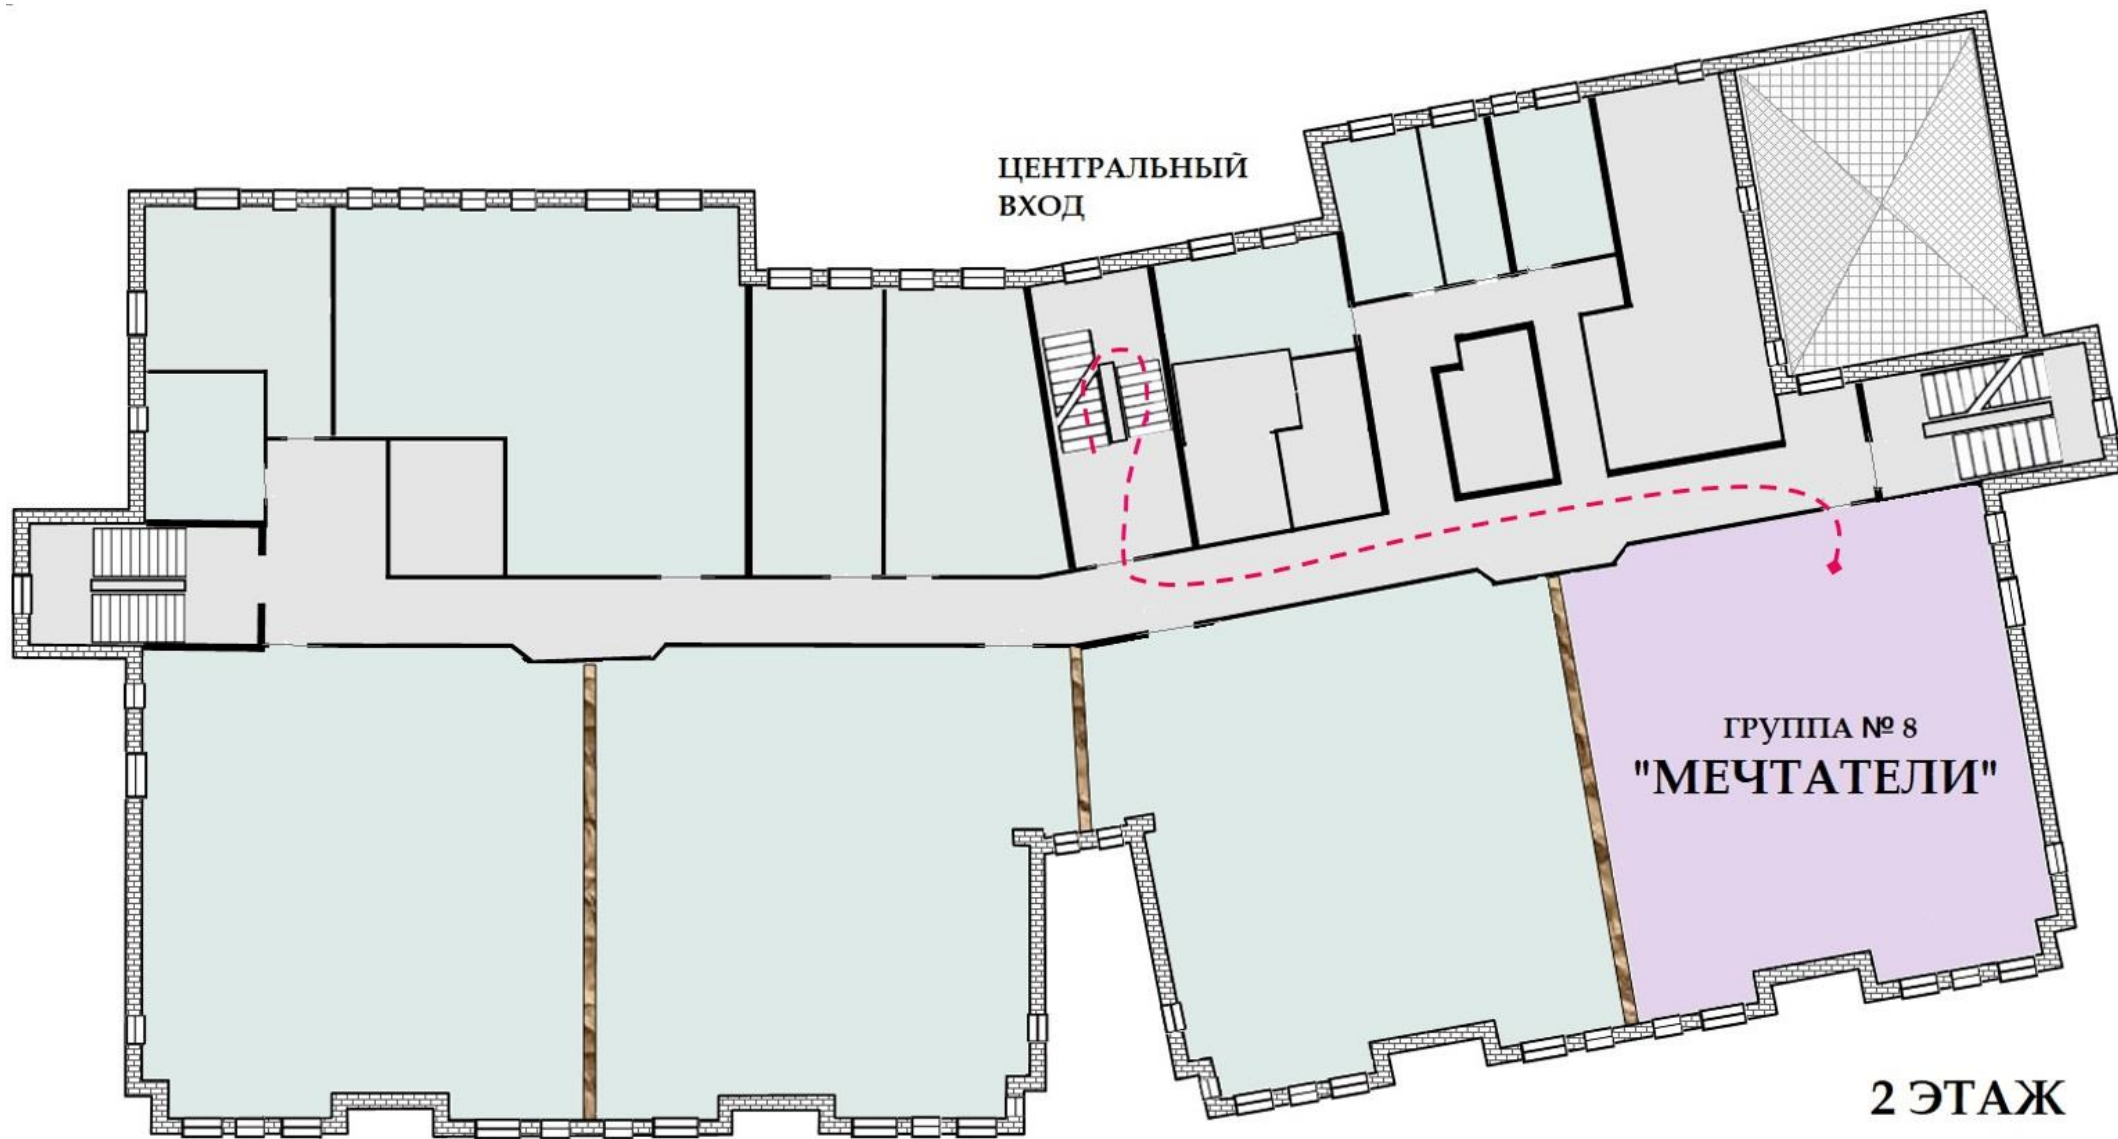 ЦЕНТРАЛЬНЫЙ
ВХОД
ГРУППА № 8
"МЕЧТАТЕЛИ"
2 ЭТАЖ